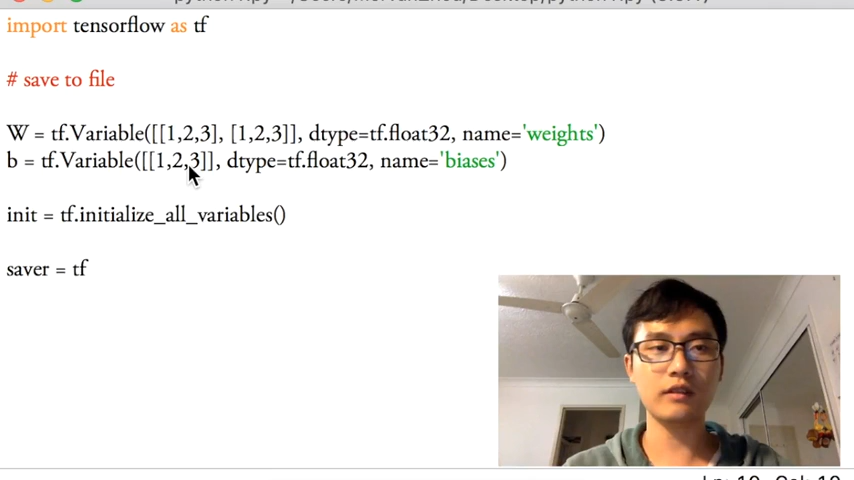 import tensorflow as tf
# save to file
W = tf.Variable([[1,2,3], [1,2,3]], dtype=tf.float32, name='weights')
b = tf.Variable([[1,2,3]], dtype=tf.float32, name='biases')
init = tf.initialize_all_variables()
saver = tf